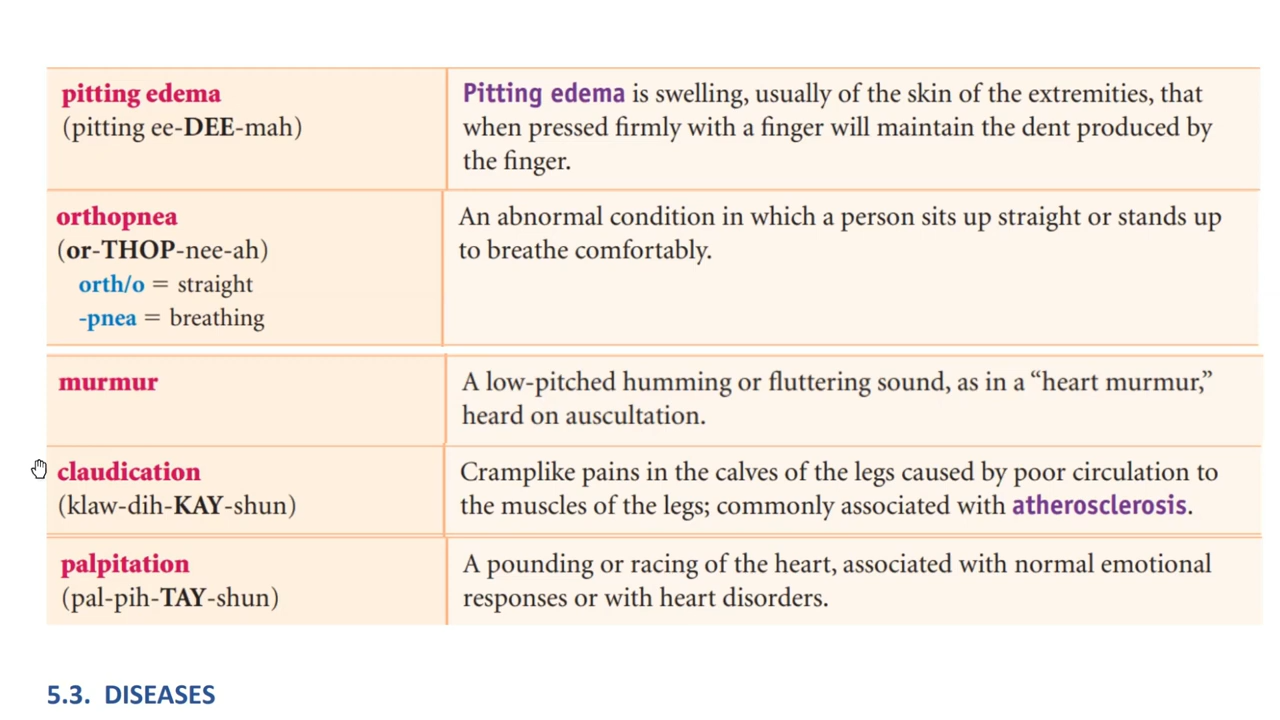 pitting edema
(pitting ee-DEE-mah)
Pitting edema is swelling, usually of the skin of the extremities, that
when pressed firmly with a finger will maintain the dent produced by
the finger.
orthopnea
(or-THOP-nee-ah)
orth/o = straight
-pnea = breathing
An abnormal condition in which a person sits up straight or stands up
to breathe comfortably.
murmur
A low-pitched humming or fluttering sound, as in a “heart murmur,”
heard on auscultation.
claudication
(klaw-dih-KAY-shun)
Cramplike pains in the calves of the legs caused by poor circulation to
the muscles of the legs; commonly associated with atherosclerosis.
palpitation
(pal-pih-TAY-shun)
A pounding or racing of the heart, associated with normal emotional
responses or with heart disorders.
5.3. DISEASES